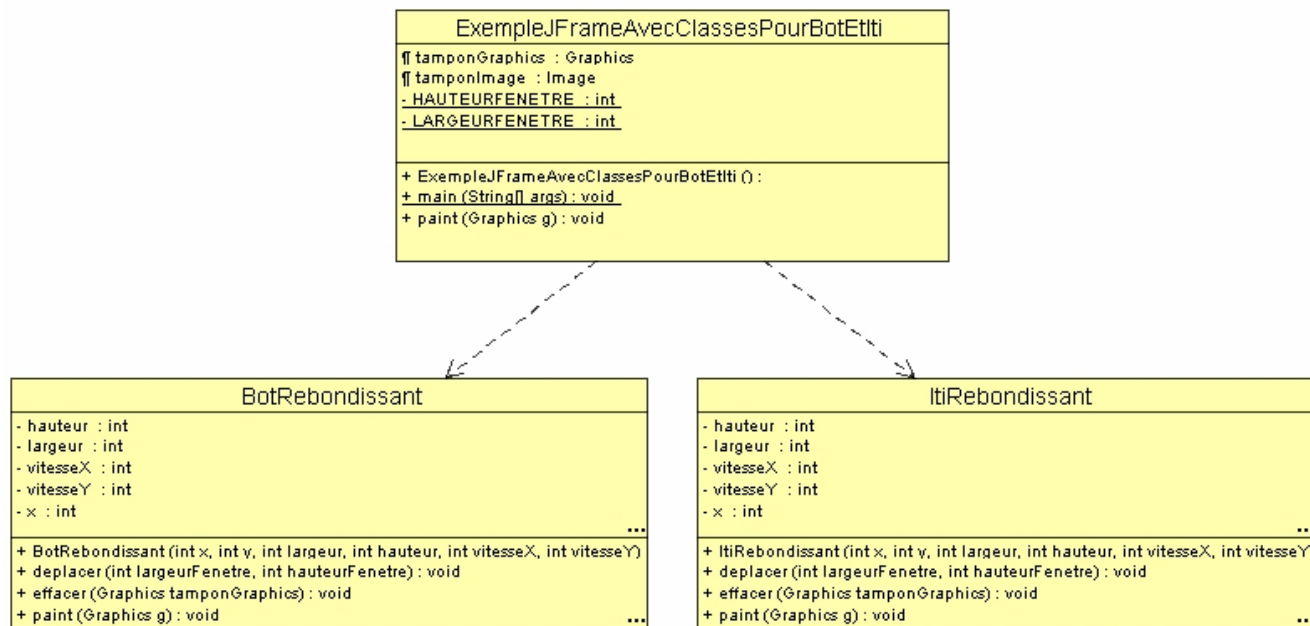 ExempleJFrameAvecClassesPourBotEtIti
¶ tamponGraphics : Graphics
¶ tamponImage : Image
- HAUTEURFENETRE : int
- LARGEURFENETRE : int
+ ExempleJFrameAvecClassesPourBotEtIti () :
+ main (String[] args) : void
+ paint (Graphics g) : void
BotRebondissant
- hauteur : int
- largeur : int
- vitesseX : int
- vitesseY : int
- x : int
...
+ BotRebondissant (int x, int y, int largeur, int hauteur, int vitesseX, int vitesseY)
+ deplacer (int largeurFenetre, int hauteurFenetre) : void
+ effacer (Graphics tamponGraphics) : void
+ paint (Graphics g) : void
...
ItiRebondissant
- hauteur : int
- largeur : int
- vitesseX : int
- vitesseY : int
- x : int
...
+ ItiRebondissant (int x, int y, int largeur, int hauteur, int vitesseX, int vitesseY
+ deplacer (int largeurFenetre, int hauteurFenetre) : void
+ effacer (Graphics tamponGraphics) : void
+ paint (Graphics g) : void
...